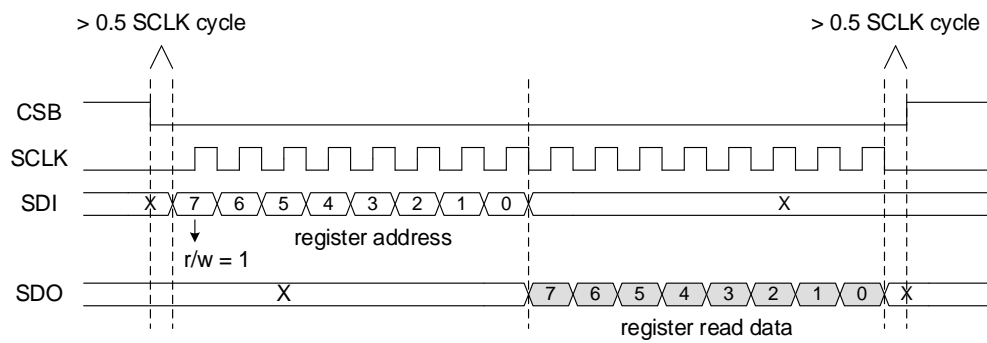 > 0.5 SCLK cycle > 0.5 SCLK cycle
CSB
SCLK
SDI X 7 6 5 4 3 2 1 0 X
register address
r/w = 1
SDO X 7 6 5 4 3 2 1 0 X
register read data